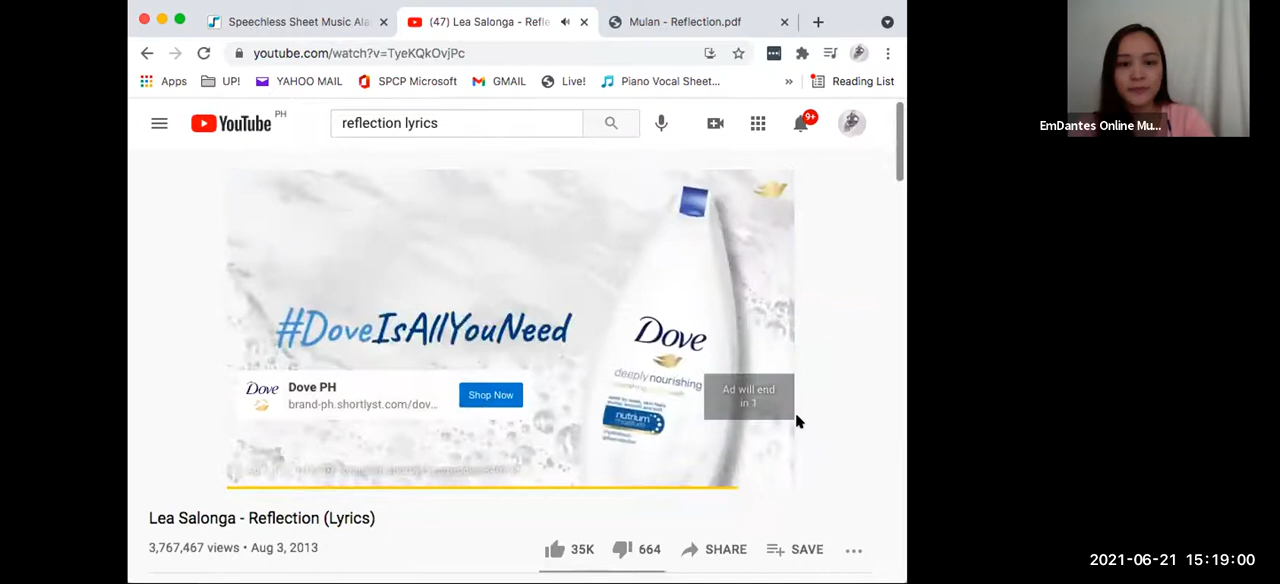 Speechless Sheet Music Ala
(47) Lea Salonga - Refle
Mulan - Reflection.pdf
youtube.com/watch?v=TyeKQkOvjPc
Apps
UP!
YAHOO MAIL
SPCP Microsoft
GMAIL
Live!
Piano Vocal Sheet...
»
Reading List
YouTube PH
reflection lyrics
9+
#DoveIsAllYouNeed
Dove
deeply nourishing
nutrium
moisture
Dove
Dove PH
brand-ph.shortlyst.com/dov...
Shop Now
Ad will end
in 1
Lea Salonga - Reflection (Lyrics)
3,767,467 views • Aug 3, 2013
35K
664
SHARE
SAVE
EmDantes Online Mu...
2021-06-21 15:19:00